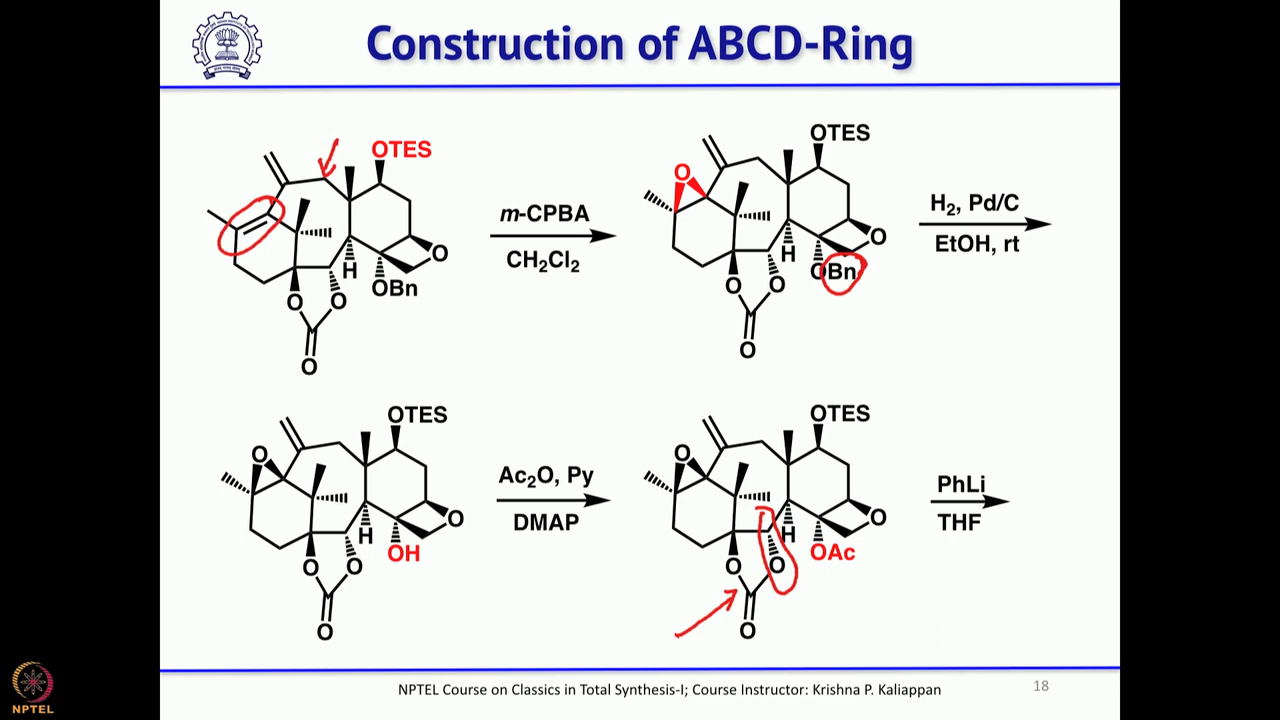 Construction of ABCD-Ring
OTES
O
O
O
O
H
OBn
m-CPBA
CH₂Cl₂
OTES
O
O
O
O
O
H
OBn
H₂, Pd/C
EtOH, rt
OTES
O
O
O
O
O
H
OH
Ac₂O, Py
DMAP
OTES
O
O
O
O
O
H
OAc
PhLi
THF
NPTEL
NPTEL Course on Classics in Total Synthesis-I; Course Instructor: Krishna P. Kaliappan
18